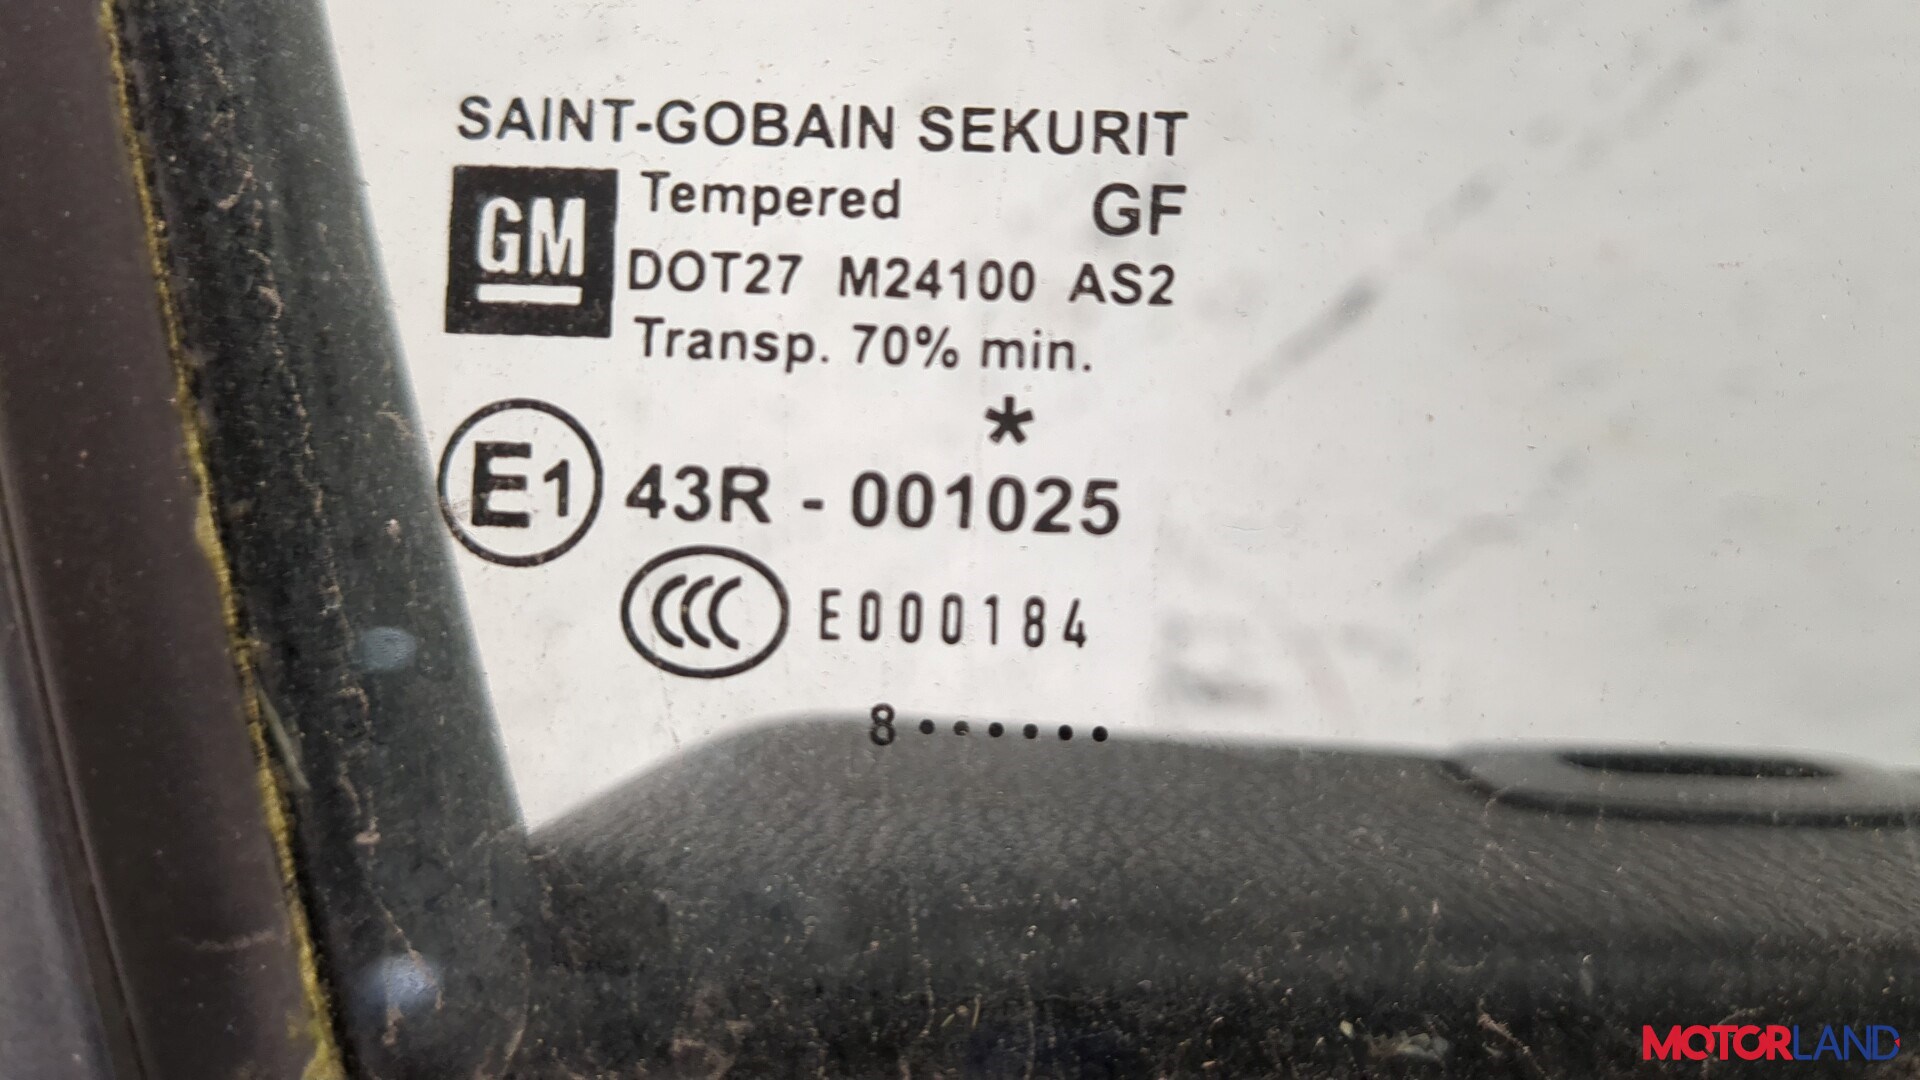 SAINT-GOBAIN SEKURIT
GM Tempered GF
DOT27 M24100 AS2
Transp. 70% min.
*
E1 43R - 001025
CCC E000184
8 • • • • • •
MOTORLAND